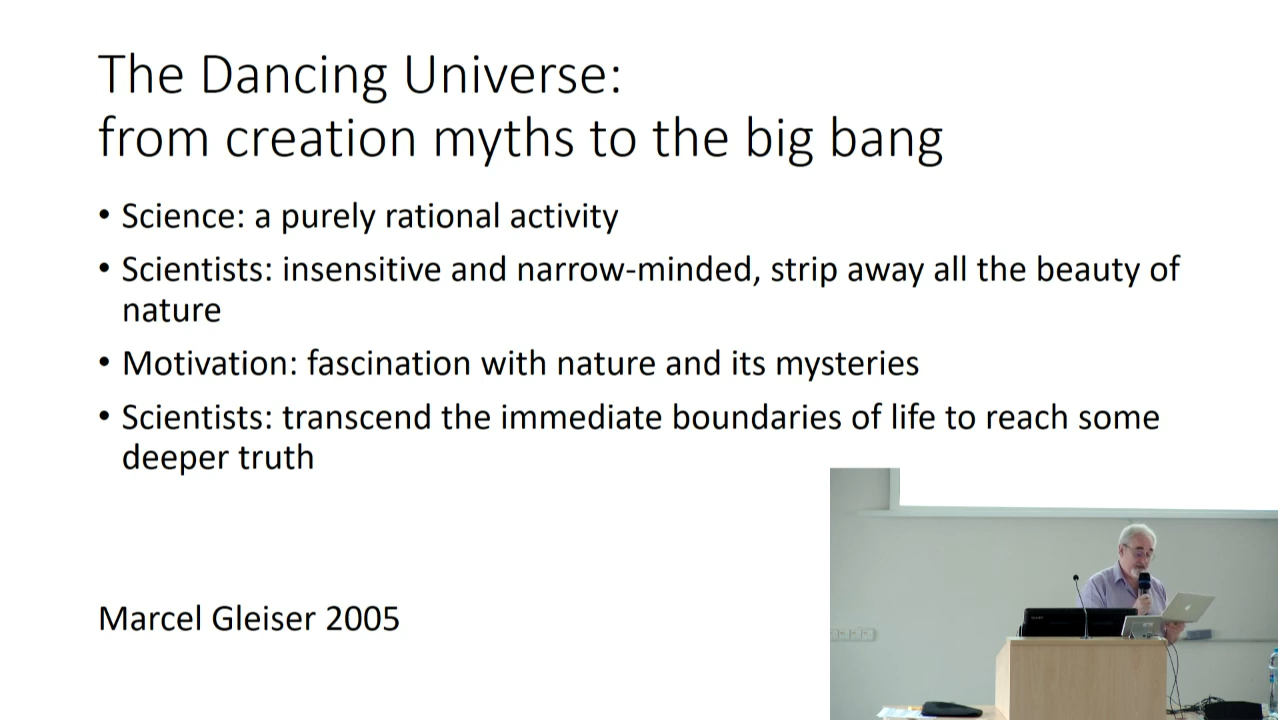 The Dancing Universe:
from creation myths to the big bang
• Science: a purely rational activity
• Scientists: insensitive and narrow-minded, strip away all the beauty of
nature
• Motivation: fascination with nature and its mysteries
• Scientists: transcend the immediate boundaries of life to reach some
deeper truth
Marcel Gleiser 2005